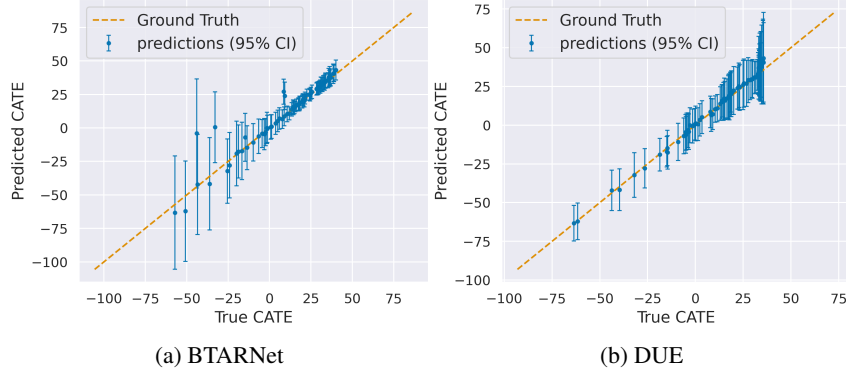 Ground Truth
predictions (95% CI)
Predicted CATE
75
50
25
0
−25
−50
−75
−100
−100 −75 −50 −25 0 25 50 75
True CATE
(a) BTARNet
Ground Truth
predictions (95% CI)
Predicted CATE
75
50
25
0
−25
−50
−75
−100
−100 −75 −50 −25 0 25 50 75
True CATE
(b) DUE